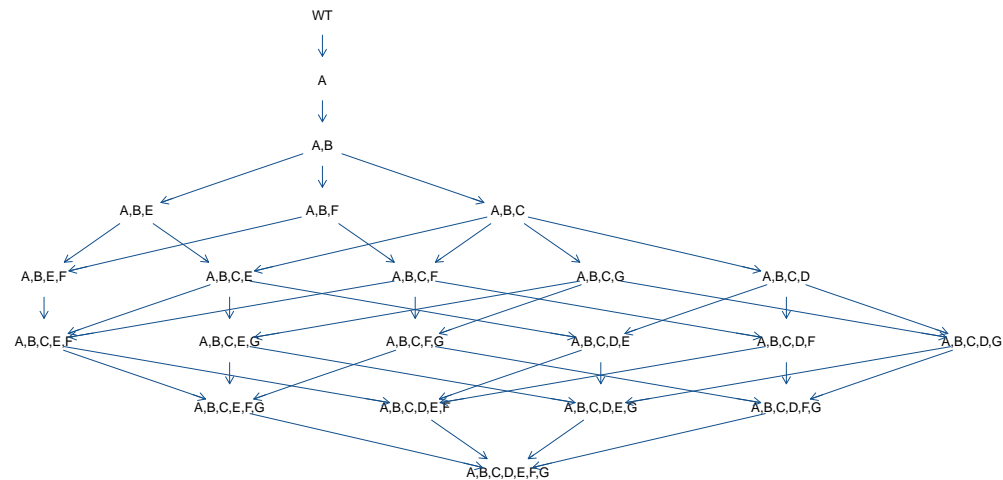 WT
A
A,B
A,B,E
A,B,F
A,B,C
A,B,E,F
A,B,C,E
A,B,C,F
A,B,C,G
A,B,C,D
A,B,C,E,F
A,B,C,E,G
A,B,C,F,G
A,B,C,D,E
A,B,C,D,F
A,B,C,D,G
A,B,C,E,F,G
A,B,C,D,E,F
A,B,C,D,E,G
A,B,C,D,F,G
A,B,C,D,E,F,G